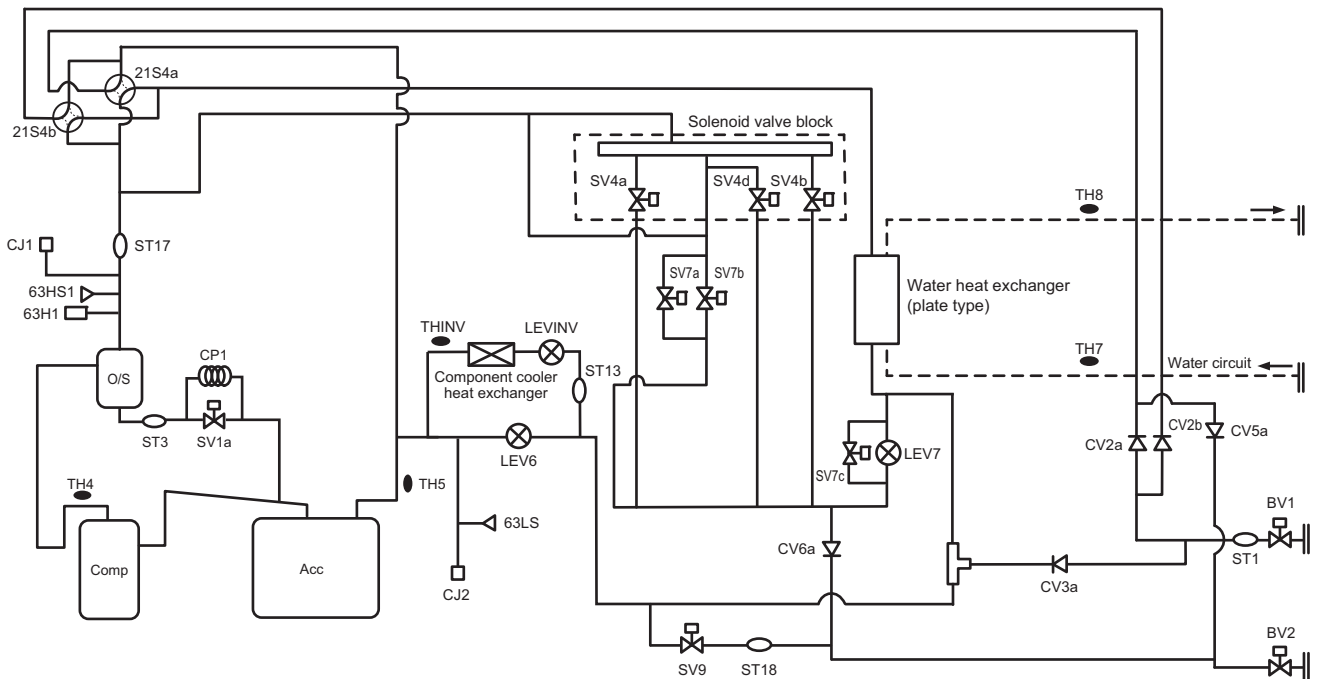 21S4a
21S4b
Solenoid valve block
SV4a
SV4d
SV4b
TH8
CJ1
ST17
SV7a
SV7b
63HS1
63H1
Water heat exchanger
(plate type)
THINV
LEVINV
CP1
TH7
O/S
Component cooler
heat exchanger
ST13
Water circuit
ST3
SV1a
LEV6
CV2a
CV2b
CV5a
LEV7
SV7c
TH4
TH5
BV1
63LS
CV6a
ST1
Comp
Acc
CJ2
CV3a
BV2
SV9
ST18